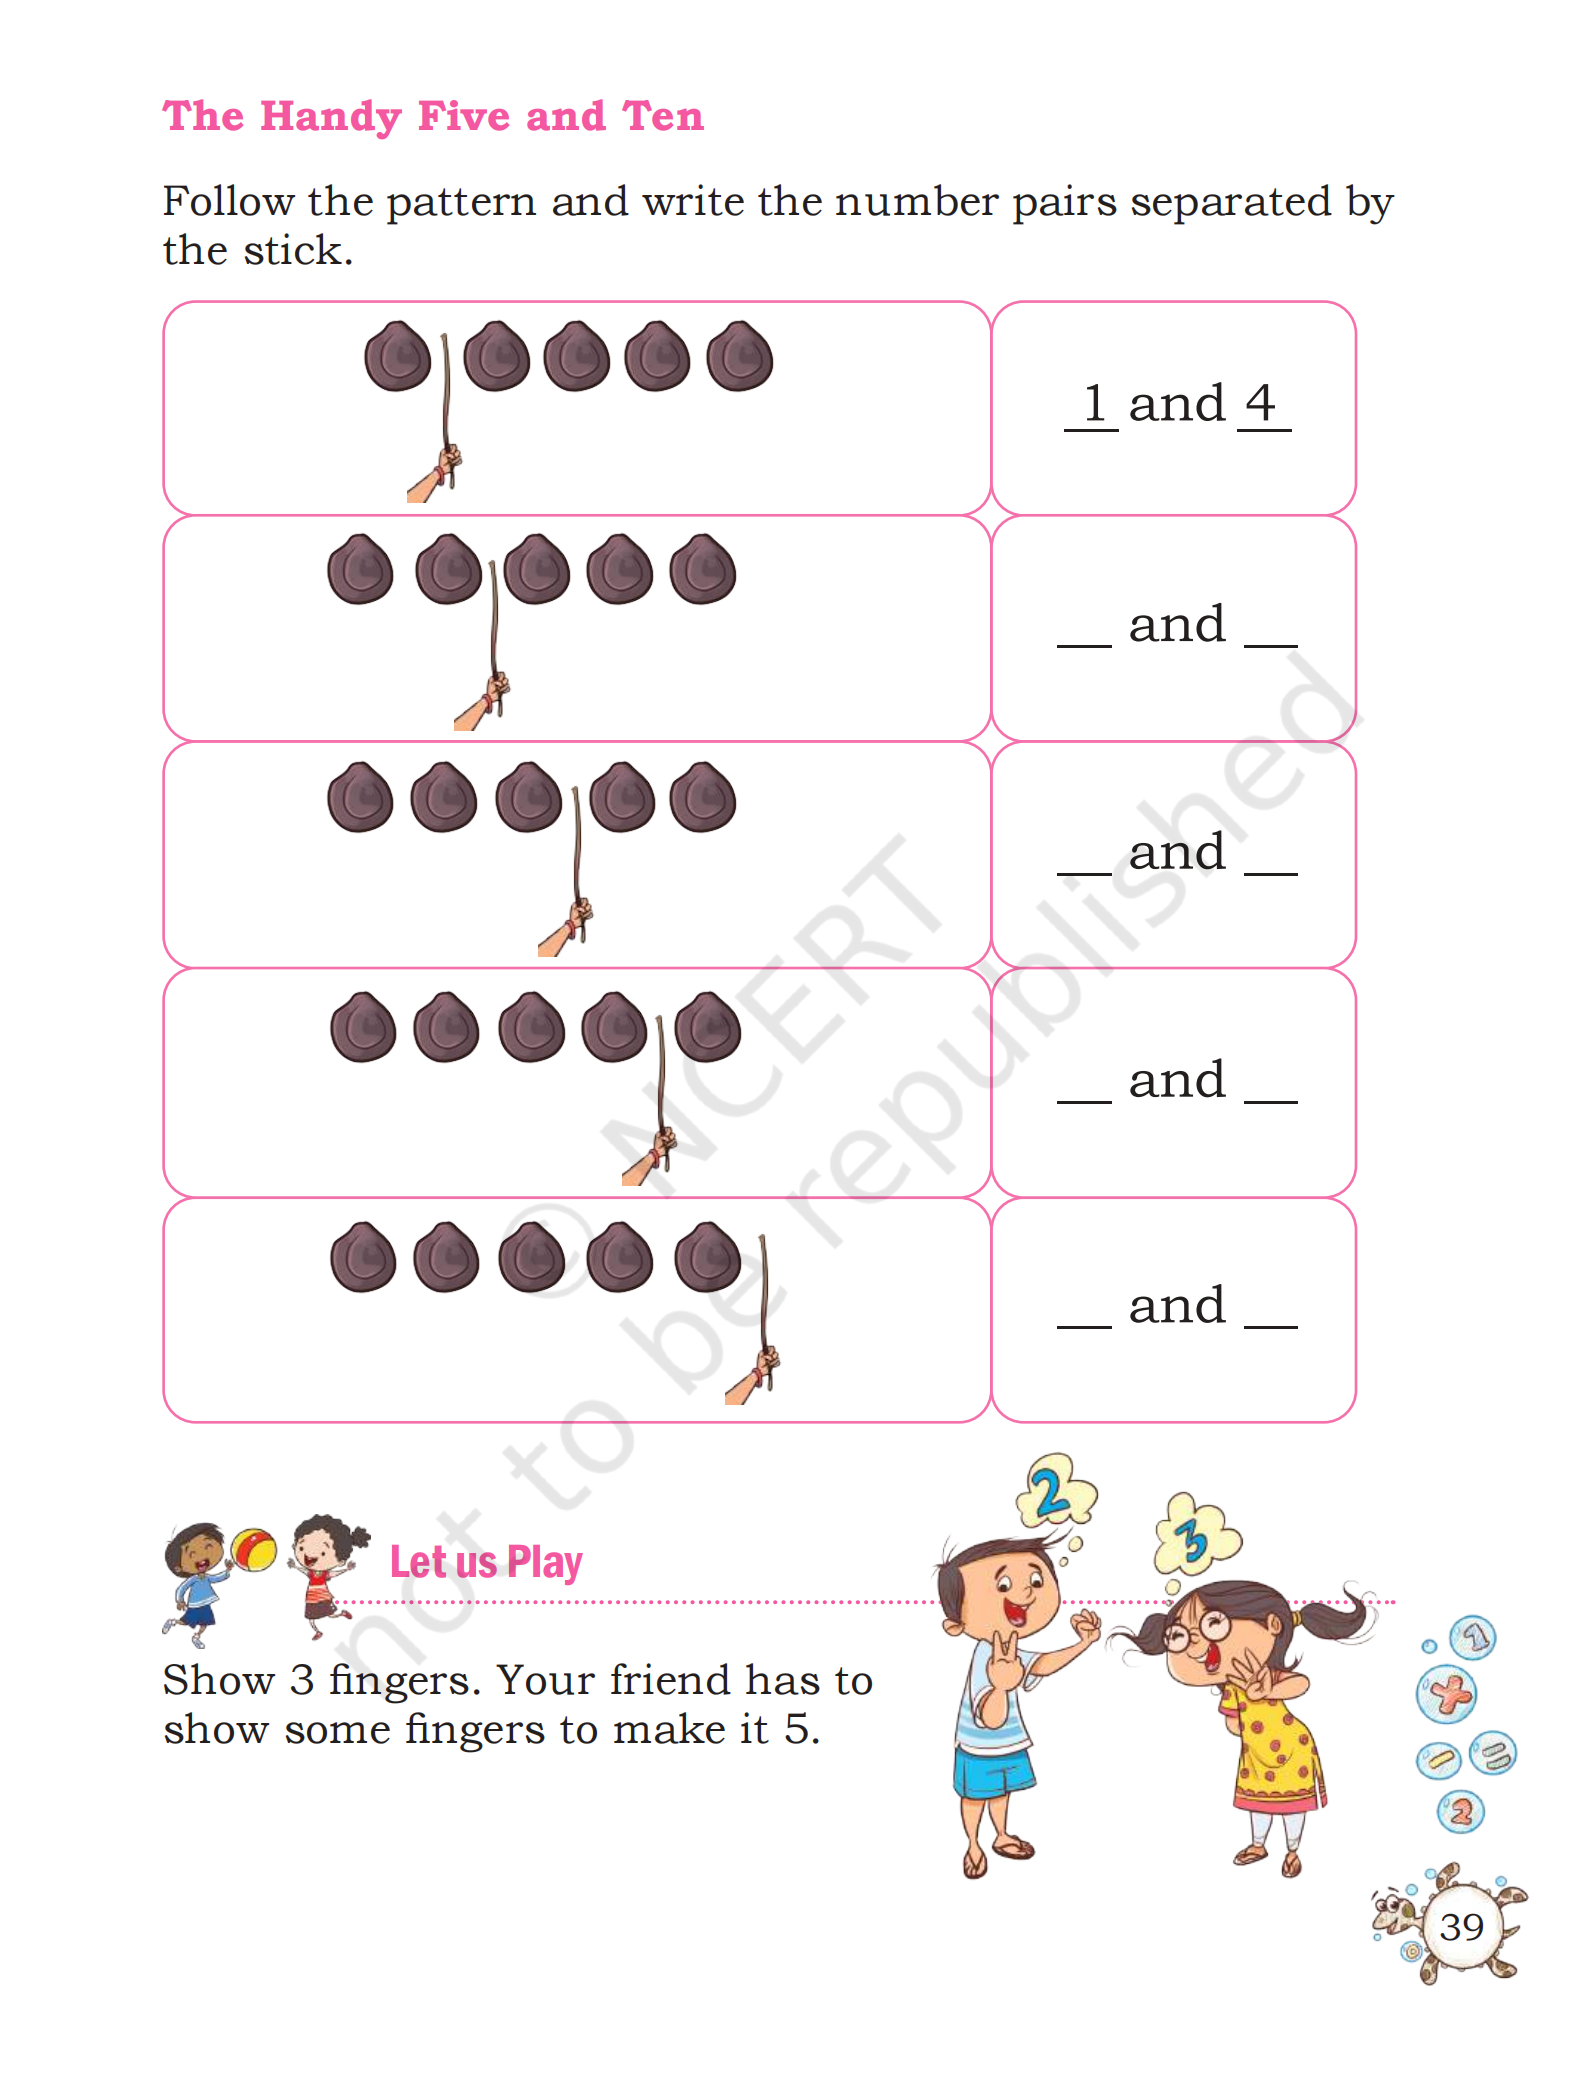 The Handy Five and Ten
Follow the pattern and write the number pairs separated by
the stick.
1 and 4
__ and __
__ and __
__ and __
__ and __
© NCERT
not to be republished
2
3
Let us Play
Show 3 fingers. Your friend has to
show some fingers to make it 5.
1
+
−
=
2
39